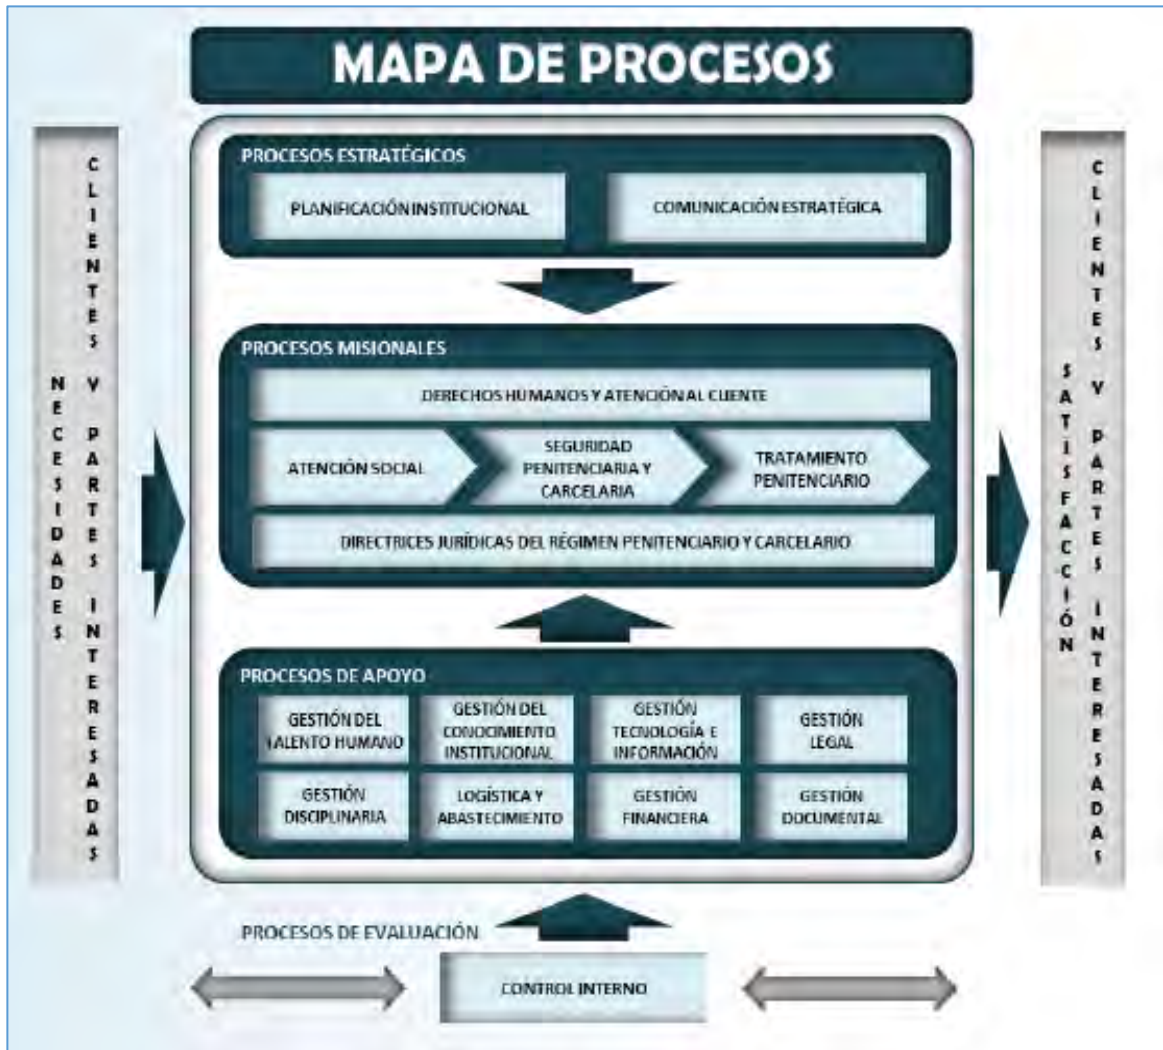 MAPA DE PROCESOS
CLIENTES Y PARTES INTERESADAS
NECESIDADES
PROCESOS ESTRATÉGICOS
PLANIFICACIÓN INSTITUCIONAL
COMUNICACIÓN ESTRATÉGICA
PROCESOS MISIONALES
DERECHOS HUMANOS Y ATENCIÓN AL CLIENTE
ATENCIÓN SOCIAL
SEGURIDAD
PENITENCIARIA Y
CARCELARIA
TRATAMIENTO
PENITENCIARIO
DIRECTRICES JURÍDICAS DEL RÉGIMEN PENITENCIARIO Y CARCELARIO
PROCESOS DE APOYO
GESTIÓN DEL
TALENTO HUMANO
GESTIÓN DEL
CONOCIMIENTO
INSTITUCIONAL
GESTIÓN
TECNOLOGÍA E
INFORMACIÓN
GESTIÓN
LEGAL
GESTIÓN
DISCIPLINARIA
LOGÍSTICA Y
ABASTECIMIENTO
GESTIÓN
FINANCIERA
GESTIÓN
DOCUMENTAL
PROCESOS DE EVALUACIÓN
CONTROL INTERNO
CLIENTES Y PARTES INTERESADAS
SATISFACCIÓN